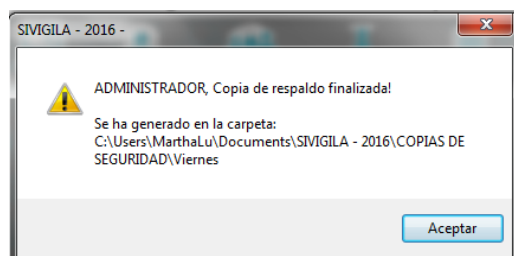 SIVIGILA - 2016 -
ADMINISTRADOR, Copia de respaldo finalizada!
Se ha generado en la carpeta:
C:\Users\MarthaLu\Documents\SIVIGILA - 2016\COPIAS DE
SEGURIDAD\Viernes
Aceptar